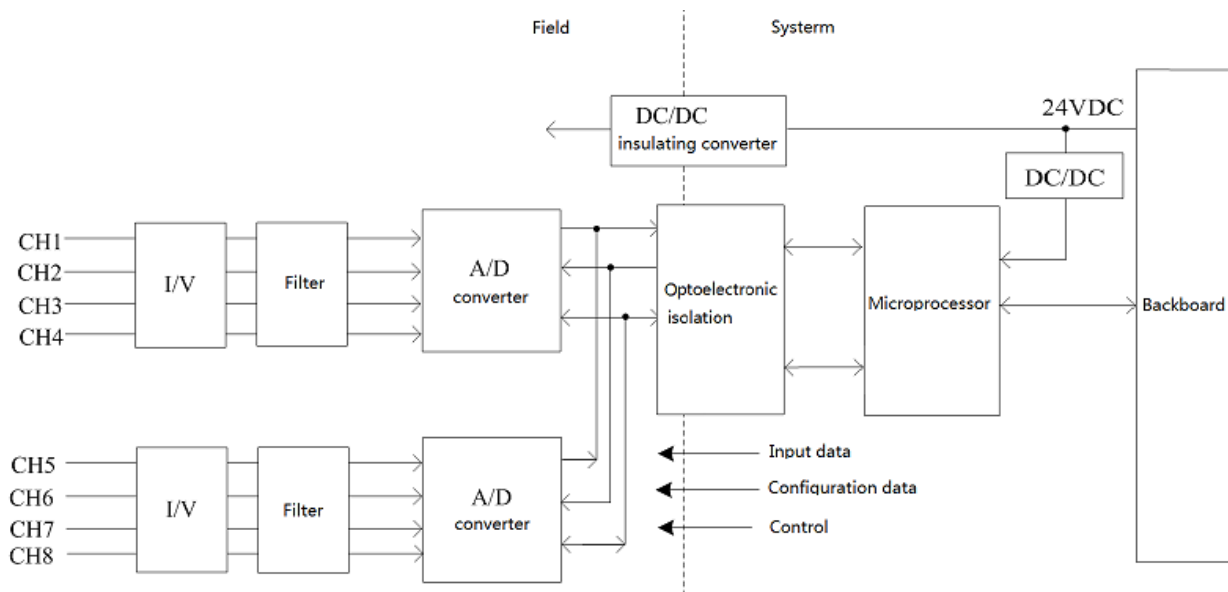 Field
Systerm
24VDC
DC/DC
insulating converter
DC/DC
CH1
CH2
CH3
CH4
I/V
Filter
A/D
converter
Optoelectronic
isolation
Microprocessor
Backboard
CH5
CH6
CH7
CH8
I/V
Filter
A/D
converter
Input data
Configuration data
Control